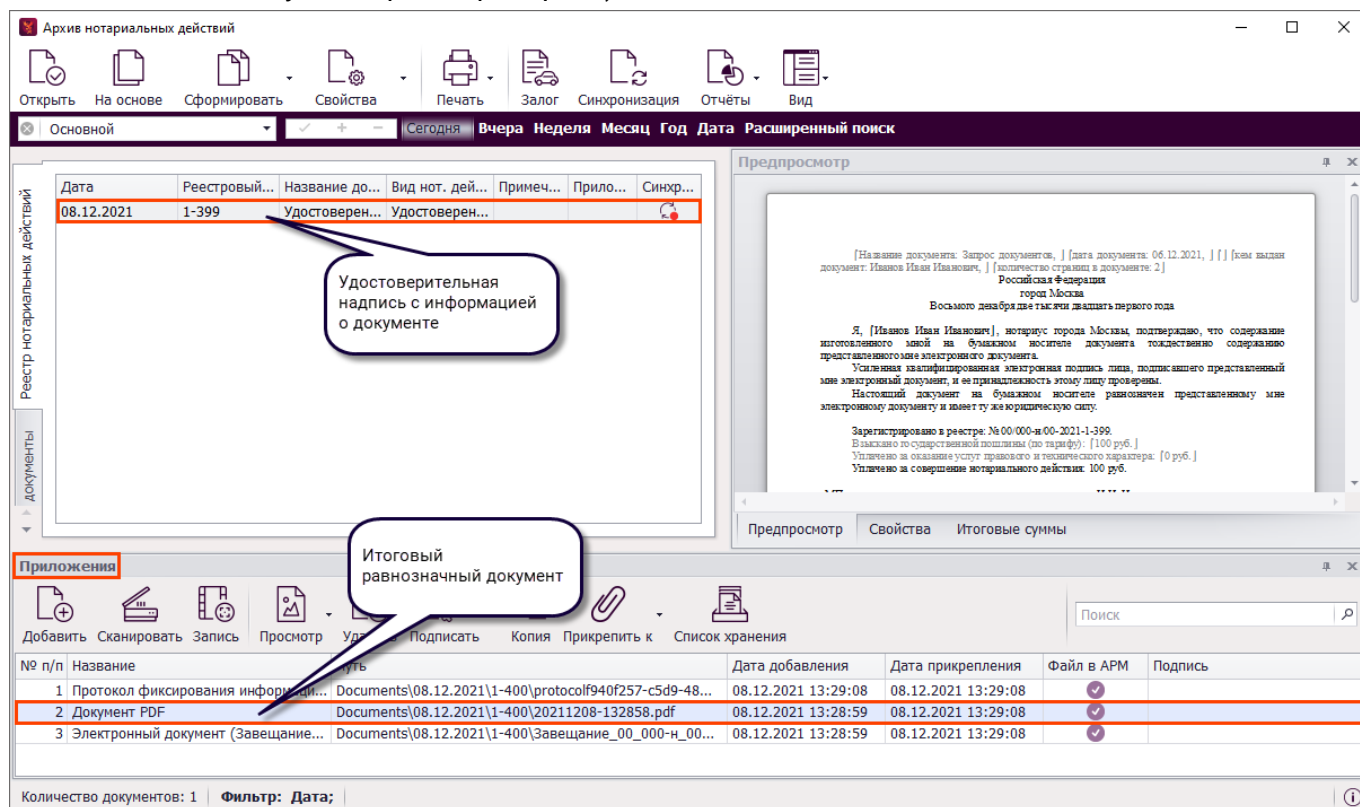 Архив нотариальных действий
Открыть На основе Сформировать Свойства Печать Залог Синхронизация Отчёты Вид
Основной Сегодня Вчера Неделя Месяц Год Дата Расширенный поиск
Реестр нотариальных действий
документы
Дата Реестровый... Название до... Вид нот. дей... Примеч... Прило... Синхр...
08.12.2021 1-399 Удостоверен... Удостоверен...
Удостоверительная
надпись с информацией
о документе
Предпросмотр
[Название документа: Запрос документов, ] [дата документа: 06.12.2021, ] [ ] [кем выдан
документ: Иванов Иван Иванович, ] [количество страниц в документе: 2]
Российская Федерация
город Москва
Восьмого декабря две тысячи двадцать первого года
Я, [Иванов Иван Иванович], нотариус города Москвы, подтверждаю, что содержание
изготовленного мной на бумажном носителе документа тождественно содержанию
представленного мне электронного документа.
Усиленная квалифицированная электронная подпись лица, подписавшего представленный
мне электронный документ, и ее принадлежность этому лицу проверены.
Настоящий документ на бумажном носителе равнозначен представленному мне
электронному документу и имеет ту же юридическую силу.
Зарегистрировано в реестре: № 00/000-н/00-2021-1-399.
Взыскано государственной пошлины (по тарифу): [100 руб. ]
Уплачено за оказание услуг правового и технического характера: [0 руб. ]
Уплачено за совершение нотариального действия: 100 руб.
Предпросмотр Свойства Итоговые суммы
Приложения
Итоговый
равнозначный документ
Добавить Сканировать Запись Просмотр Подписать Копия Прикрепить к Список хранения
Поиск
№ п/п Название Путь Дата добавления Дата прикрепления Файл в АРМ Подпись
1 Протокол фиксирования информаци... Documents\08.12.2021\1-400\protocolf940f257-c5d9-48... 08.12.2021 13:29:08 08.12.2021 13:29:08
2 Документ PDF Documents\08.12.2021\1-400\20211208-132858.pdf 08.12.2021 13:28:59 08.12.2021 13:29:08
3 Электронный документ (Завещание... Documents\08.12.2021\1-400\Завещание_00_000-н_00... 08.12.2021 13:28:59 08.12.2021 13:29:08
Количество документов: 1 Фильтр: Дата;